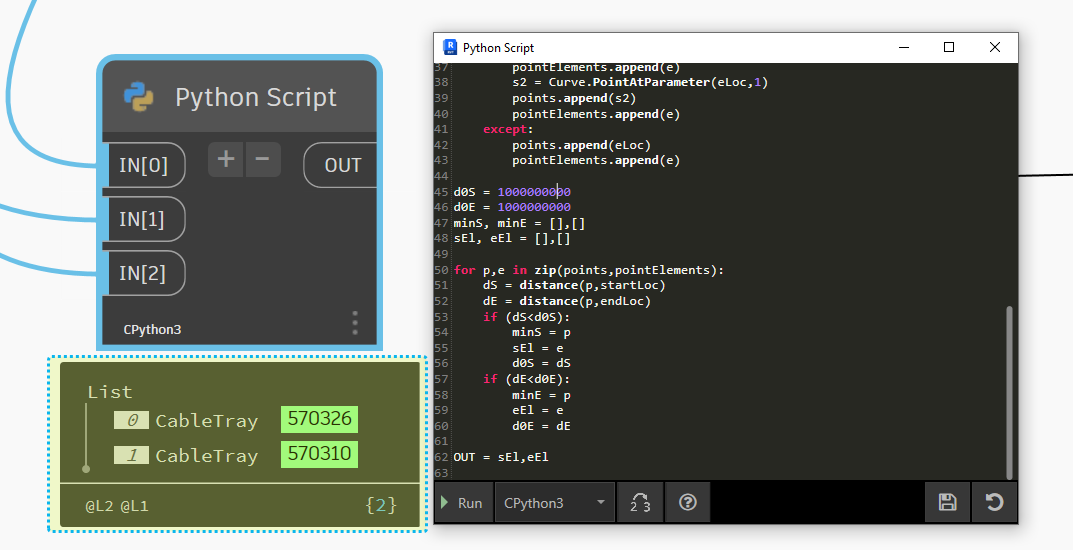 Python Script
IN[0]
+
−
OUT
IN[1]
IN[2]
CPython3
List
0 CableTray 570326
1 CableTray 570310
@L2 @L1 {2}
R
Python Script
37 pointElements.append(e)
38 s2 = Curve.PointAtParameter(eLoc,1)
39 points.append(s2)
40 pointElements.append(e)
41 except:
42 points.append(eLoc)
43 pointElements.append(e)
44
45 d0S = 1000000000
46 d0E = 1000000000
47 minS, minE = [],[]
48 sEl, eEl = [],[]
49
50 for p,e in zip(points,pointElements):
51 dS = distance(p,startLoc)
52 dE = distance(p,endLoc)
53 if (dS<d0S):
54 minS = p
55 sEl = e
56 d0S = dS
57 if (dE<d0E):
58 minE = p
59 eEl = e
60 d0E = dE
61
62 OUT = sEl,eEl
63
Run CPython3 2 3 ?